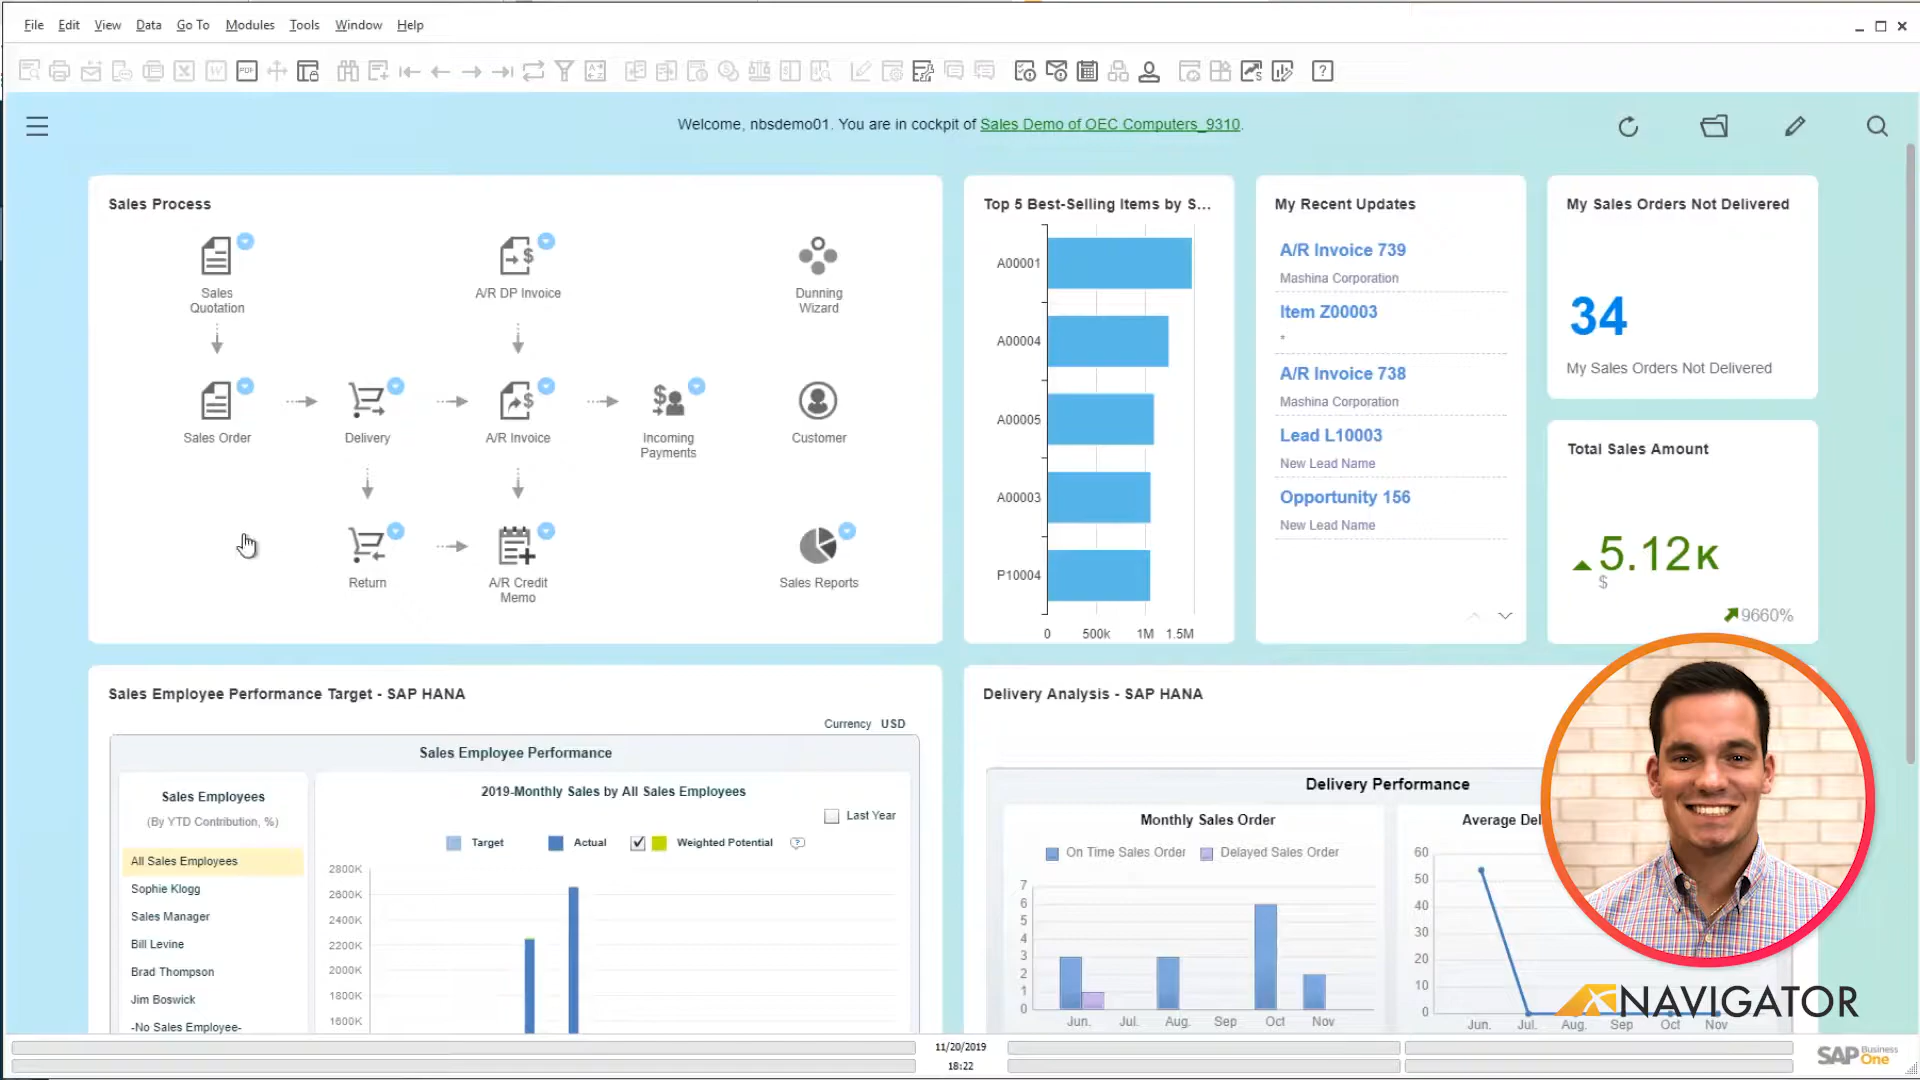 File Edit View Data Go To Modules Tools Window Help
Welcome, nbsdemo01. You are in cockpit of Sales Demo of OEC Computers_9310.
Sales Process
Sales
Quotation
A/R DP Invoice
Dunning
Wizard
Sales Order
Delivery
A/R Invoice
Incoming
Payments
Customer
Return
A/R Credit
Memo
Sales Reports
Top 5 Best-Selling Items by S...
A00001
A00004
A00005
A00003
P10004
0 500k 1M 1.5M
My Recent Updates
A/R Invoice 739
Mashina Corporation
Item Z00003
*
A/R Invoice 738
Mashina Corporation
Lead L10003
New Lead Name
Opportunity 156
New Lead Name
My Sales Orders Not Delivered
34
My Sales Orders Not Delivered
Total Sales Amount
5.12K
$
9660%
Sales Employee Performance Target - SAP HANA
Currency USD
Sales Employee Performance
Sales Employees
(By YTD Contribution, %)
All Sales Employees
Sophie Klogg
Sales Manager
Bill Levine
Brad Thompson
Jim Boswick
-No Sales Employee-
2019-Monthly Sales by All Sales Employees
Last Year
Target Actual Weighted Potential
2800K
2600K
2400K
2200K
2000K
1800K
1600K
Delivery Analysis - SAP HANA
Delivery Performance
Monthly Sales Order
On Time Sales Order Delayed Sales Order
7
6
5
4
3
2
1
0
Jun. Jul. Aug. Sep Oct Nov
Average Del
60
50
40
30
20
10
0
Jun. Jul. Aug. Sep Oct Nov
NAVIGATOR
11/20/2019
18:22
SAP Business One